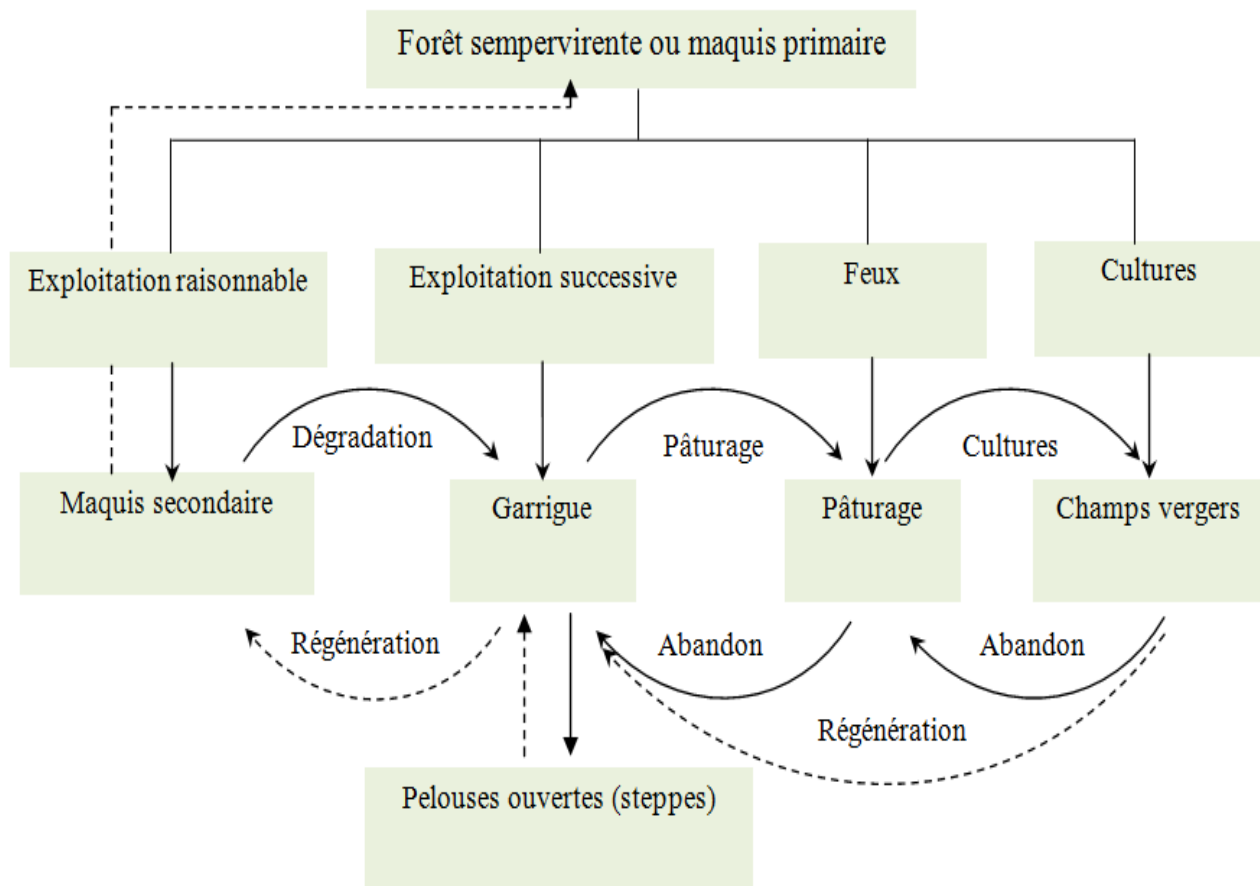 Forêt sempervirente ou maquis primaire
Exploitation raisonnable
Exploitation successive
Feux
Cultures
Dégradation
Pâturage
Cultures
Maquis secondaire
Garrigue
Pâturage
Champs vergers
Régénération
Abandon
Abandon
Régénération
Pelouses ouvertes (steppes)